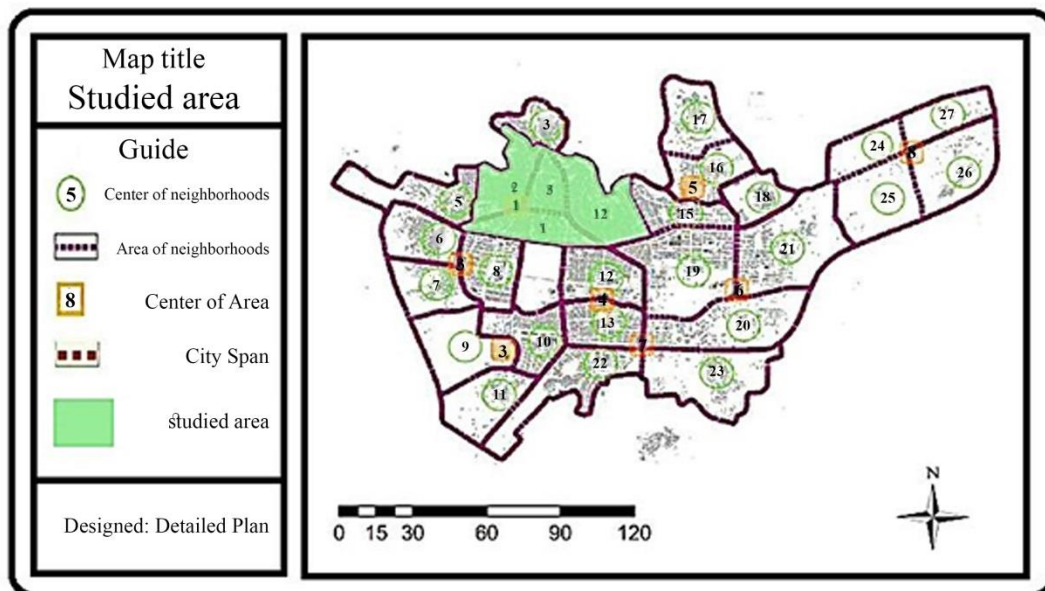 Map title
Studied area
Guide
5 Center of neighborhoods
Area of neighborhoods
8 Center of Area
City Span
studied area
Designed: Detailed Plan
17
27
3
24
16
5
26
2
3
5
18
25
1
12
15
1
6
21
8
12
19
7
6
4
13
20
10
9
3
22
23
11
N
0 15 30 60 90 120